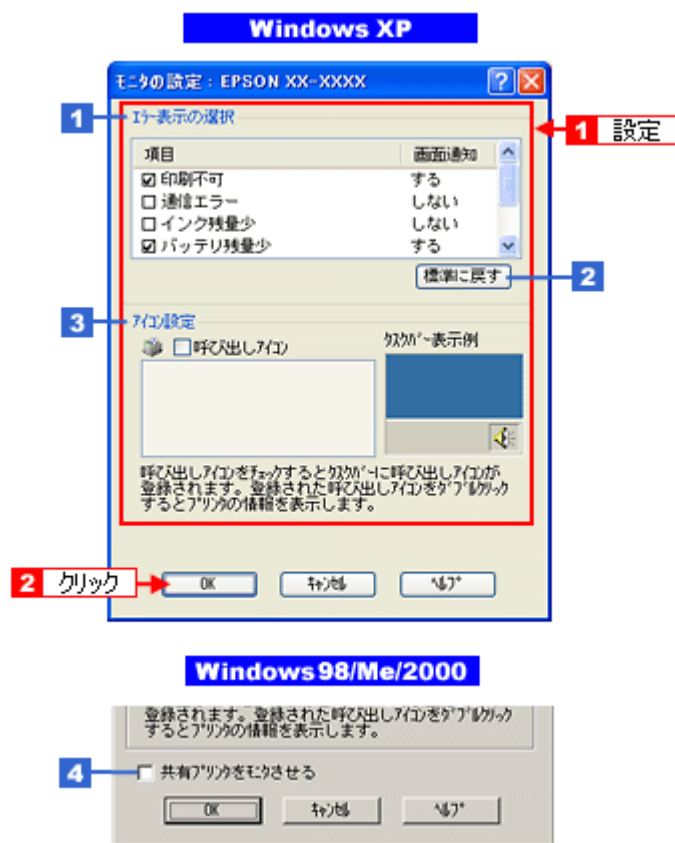 Windows XP
モニタの設定 : EPSON XX-XXXX
1
エラー表示の選択
1 設定
項目 画面通知
印刷不可 する
通信エラー しない
インク残量少 しない
バッテリ残量少 する
標準に戻す
2
3
アイコン設定
呼び出しアイコン
タスクバー表示例
呼び出しアイコンをチェックするとタスクバーに呼び出しアイコンが
登録されます。登録された呼び出しアイコンをダブルクリック
するとプリンタの情報を表示します。
2 クリック
OK キャンセル ヘルプ
Windows 98/Me/2000
登録されます。登録された呼び出しアイコンをダブルクリック
するとプリンタの情報を表示します。
4
共有プリンタをモニタさせる
OK キャンセル ヘルプ